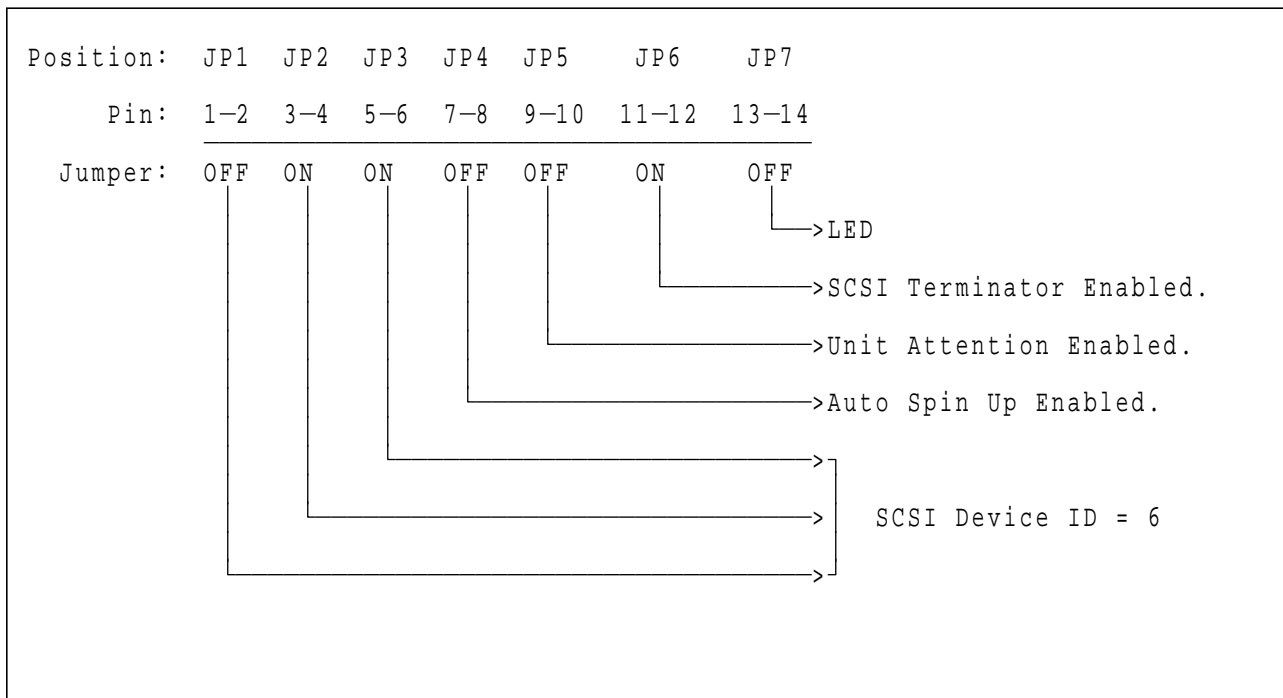 Position: JP1 JP2 JP3 JP4 JP5 JP6 JP7
Pin: 1—2 3—4 5—6 7—8 9—10 11—12 13—14
Jumper: OFF ON ON OFF OFF ON OFF
>LED
>SCSI Terminator Enabled.
>Unit Attention Enabled.
>Auto Spin Up Enabled.
>
> SCSI Device ID = 6
>